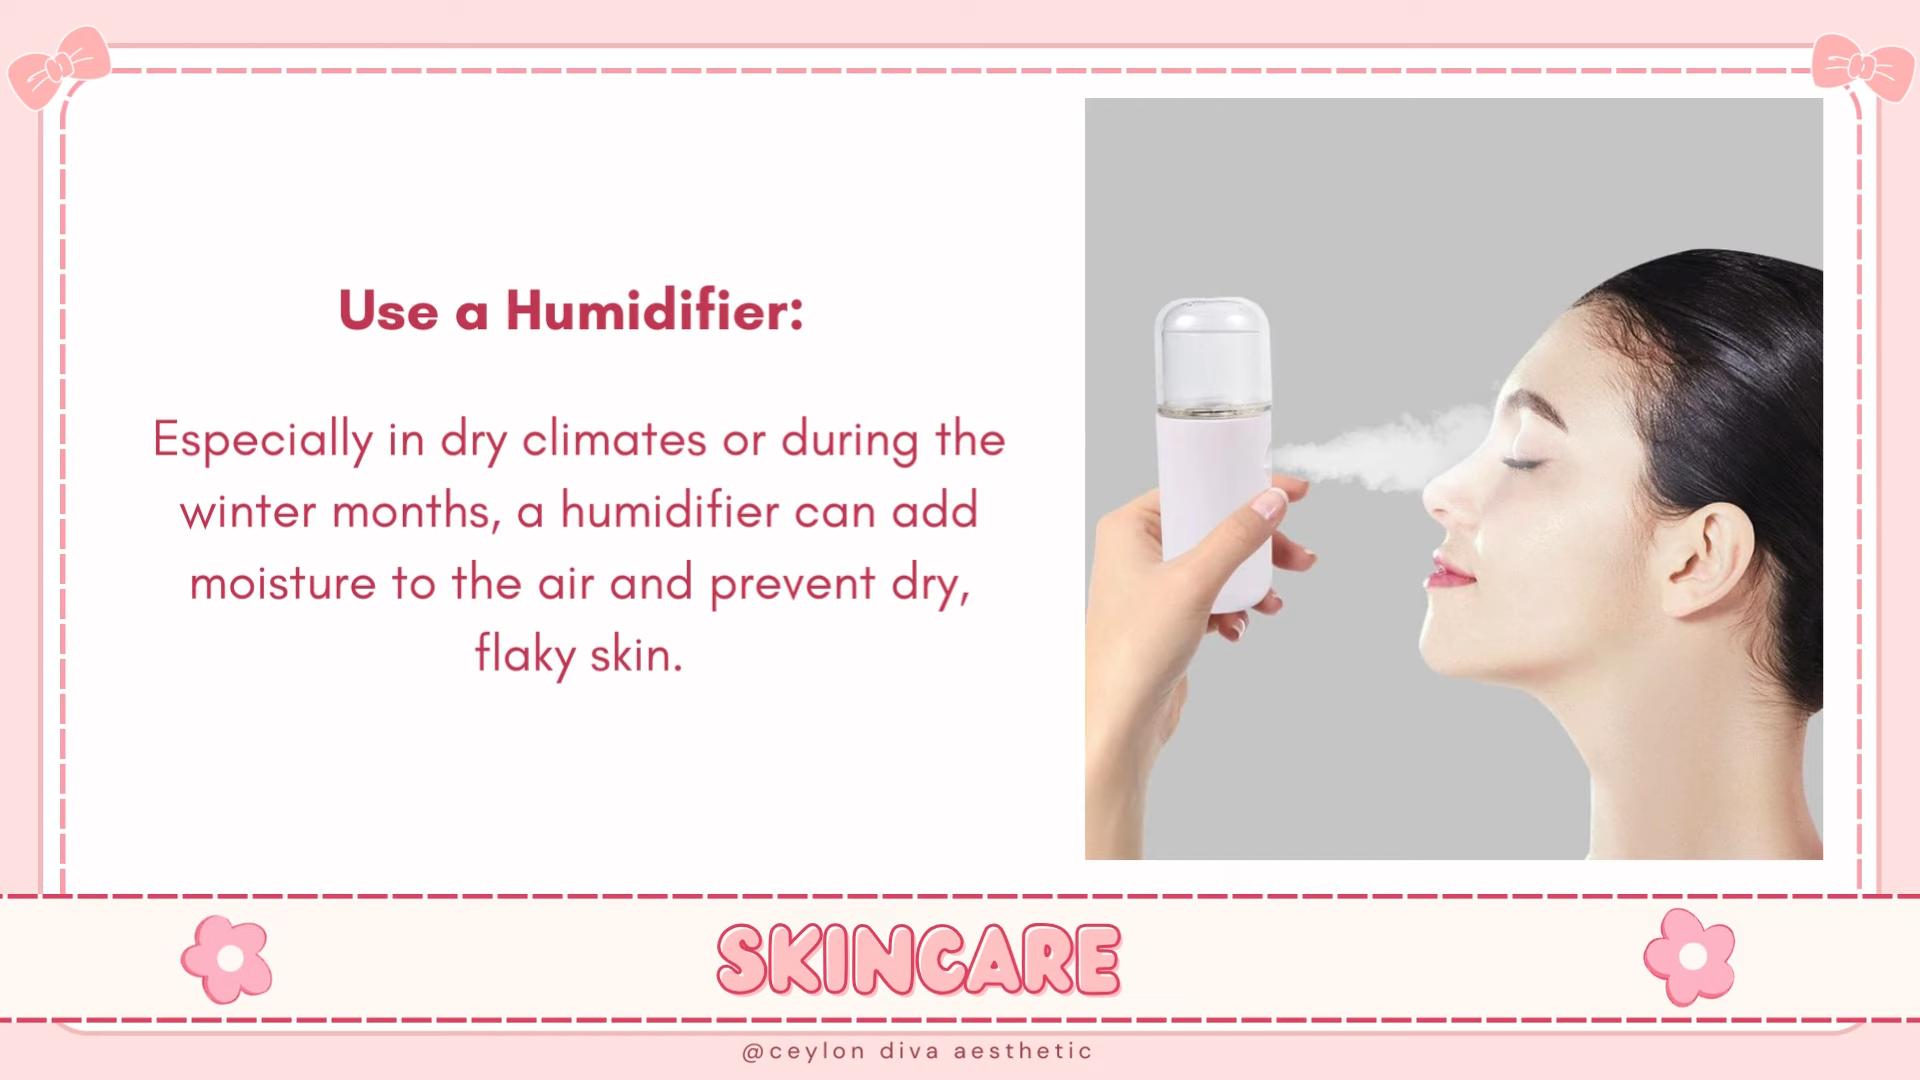 Use a Humidifier:
Especially in dry climates or during the
winter months, a humidifier can add
moisture to the air and prevent dry,
flaky skin.
SKINCARE
@ceylon diva aesthetic